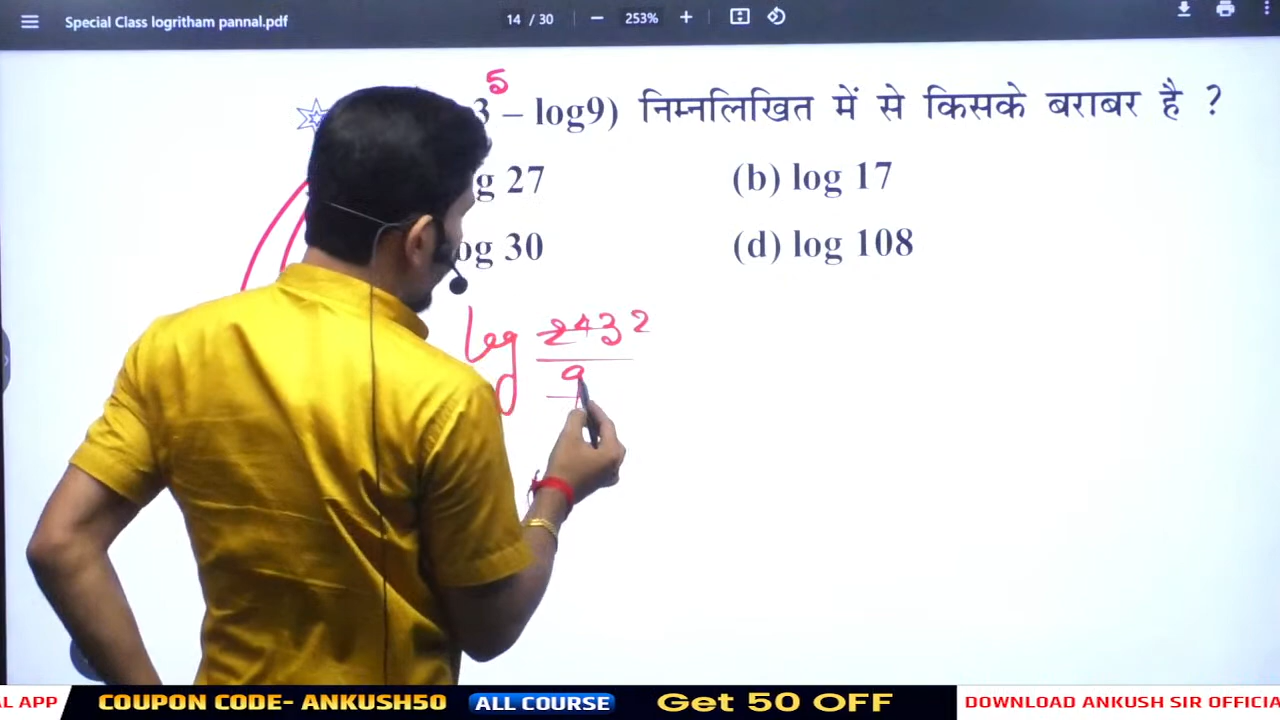 Special Class logritham pannal.pdf 14 / 30 253%
5
3 – log9) निम्नलिखित में से किसके बराबर है ?
g 27 (b) log 17
og 30 (d) log 108
log 243 2
9
AL APP COUPON CODE- ANKUSH50 ALL COURSE Get 50 OFF DOWNLOAD ANKUSH SIR OFFICIA